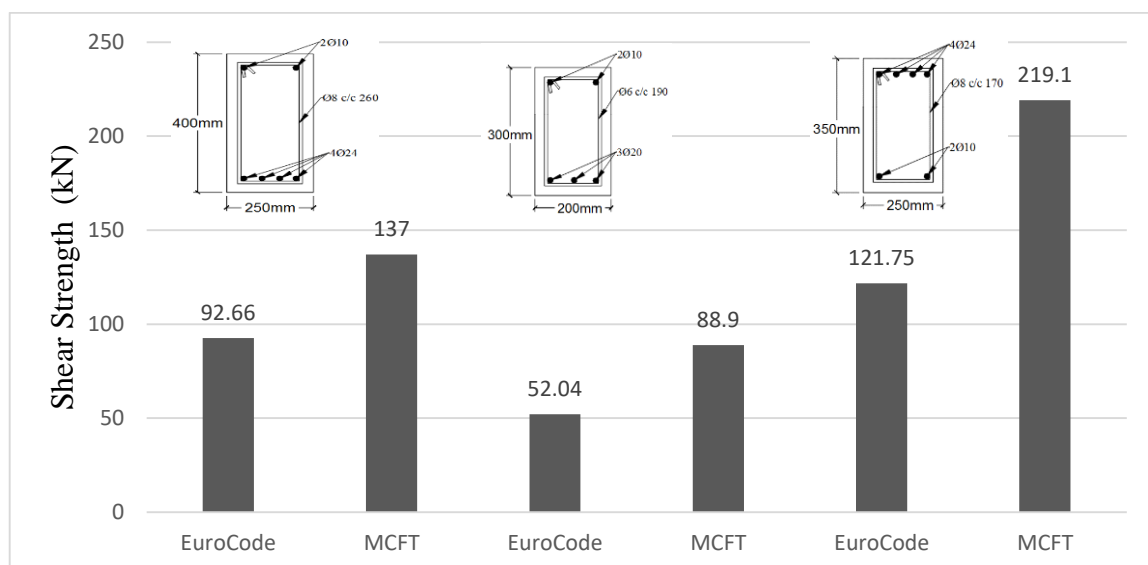 250
200
150
100
50
0
Shear Strength (kN)
2Ø10
Ø8 c/c 260
400mm
4Ø24
250mm
2Ø10
Ø6 c/c 190
300mm
3Ø20
200mm
4Ø24
Ø8 c/c 170
350mm
2Ø10
250mm
92.66
137
52.04
88.9
121.75
219.1
EuroCode
MCFT
EuroCode
MCFT
EuroCode
MCFT